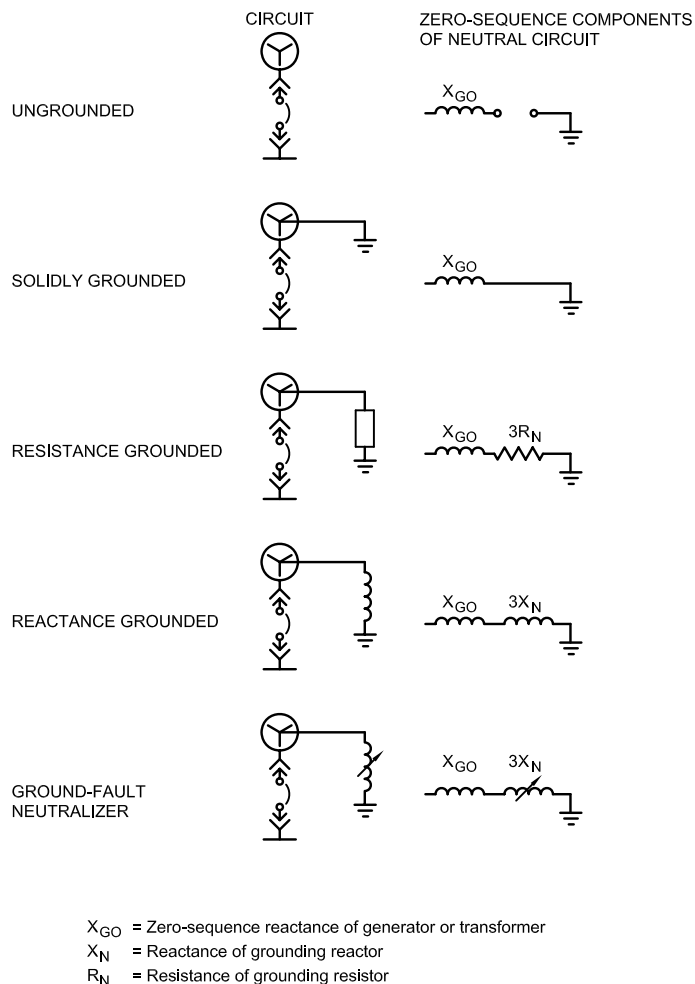 CIRCUIT
ZERO-SEQUENCE COMPONENTS
OF NEUTRAL CIRCUIT
UNGROUNDED
XGO
SOLIDLY GROUNDED
XGO
RESISTANCE GROUNDED
XGO 3RN
REACTANCE GROUNDED
XGO 3XN
GROUND-FAULT
NEUTRALIZER
XGO 3XN
XGO = Zero-sequence reactance of generator or transformer
XN = Reactance of grounding reactor
RN = Resistance of grounding resistor